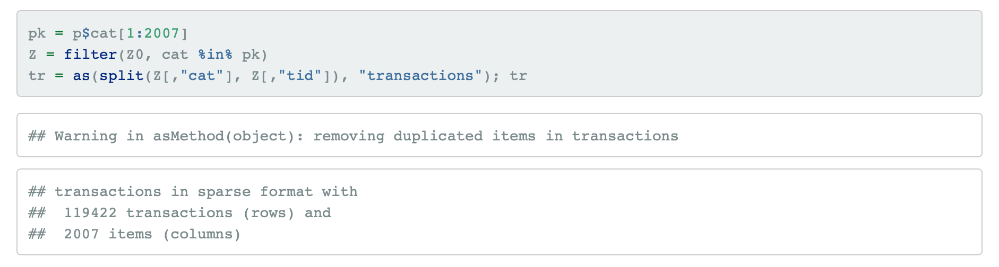 pk = p$cat[1:2007]
Z = filter(Z0, cat %in% pk)
tr = as(split(Z[,"cat"], Z[,"tid"]), "transactions"); tr
## Warning in asMethod(object): removing duplicated items in transactions
## transactions in sparse format with
##  119422 transactions (rows) and
##  2007 items (columns)